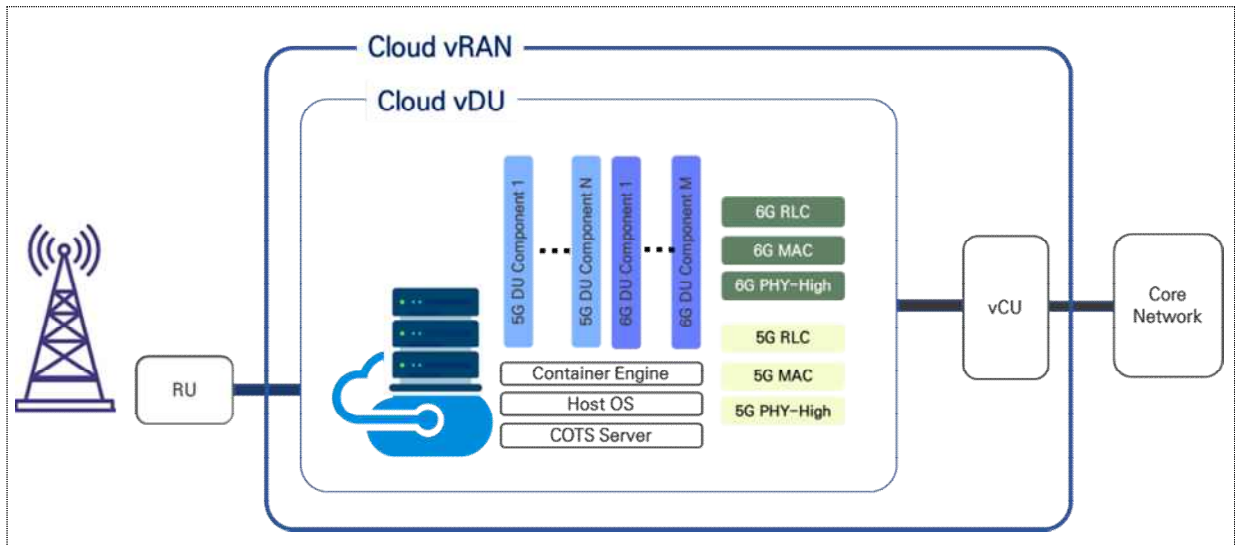 Cloud vRAN
Cloud vDU
5G DU Component 1
5G DU Component N
6G DU Component 1
6G DU Component M
6G RLC
6G MAC
6G PHY-High
5G RLC
5G MAC
5G PHY-High
Container Engine
Host OS
COTS Server
RU
vCU
Core
Network